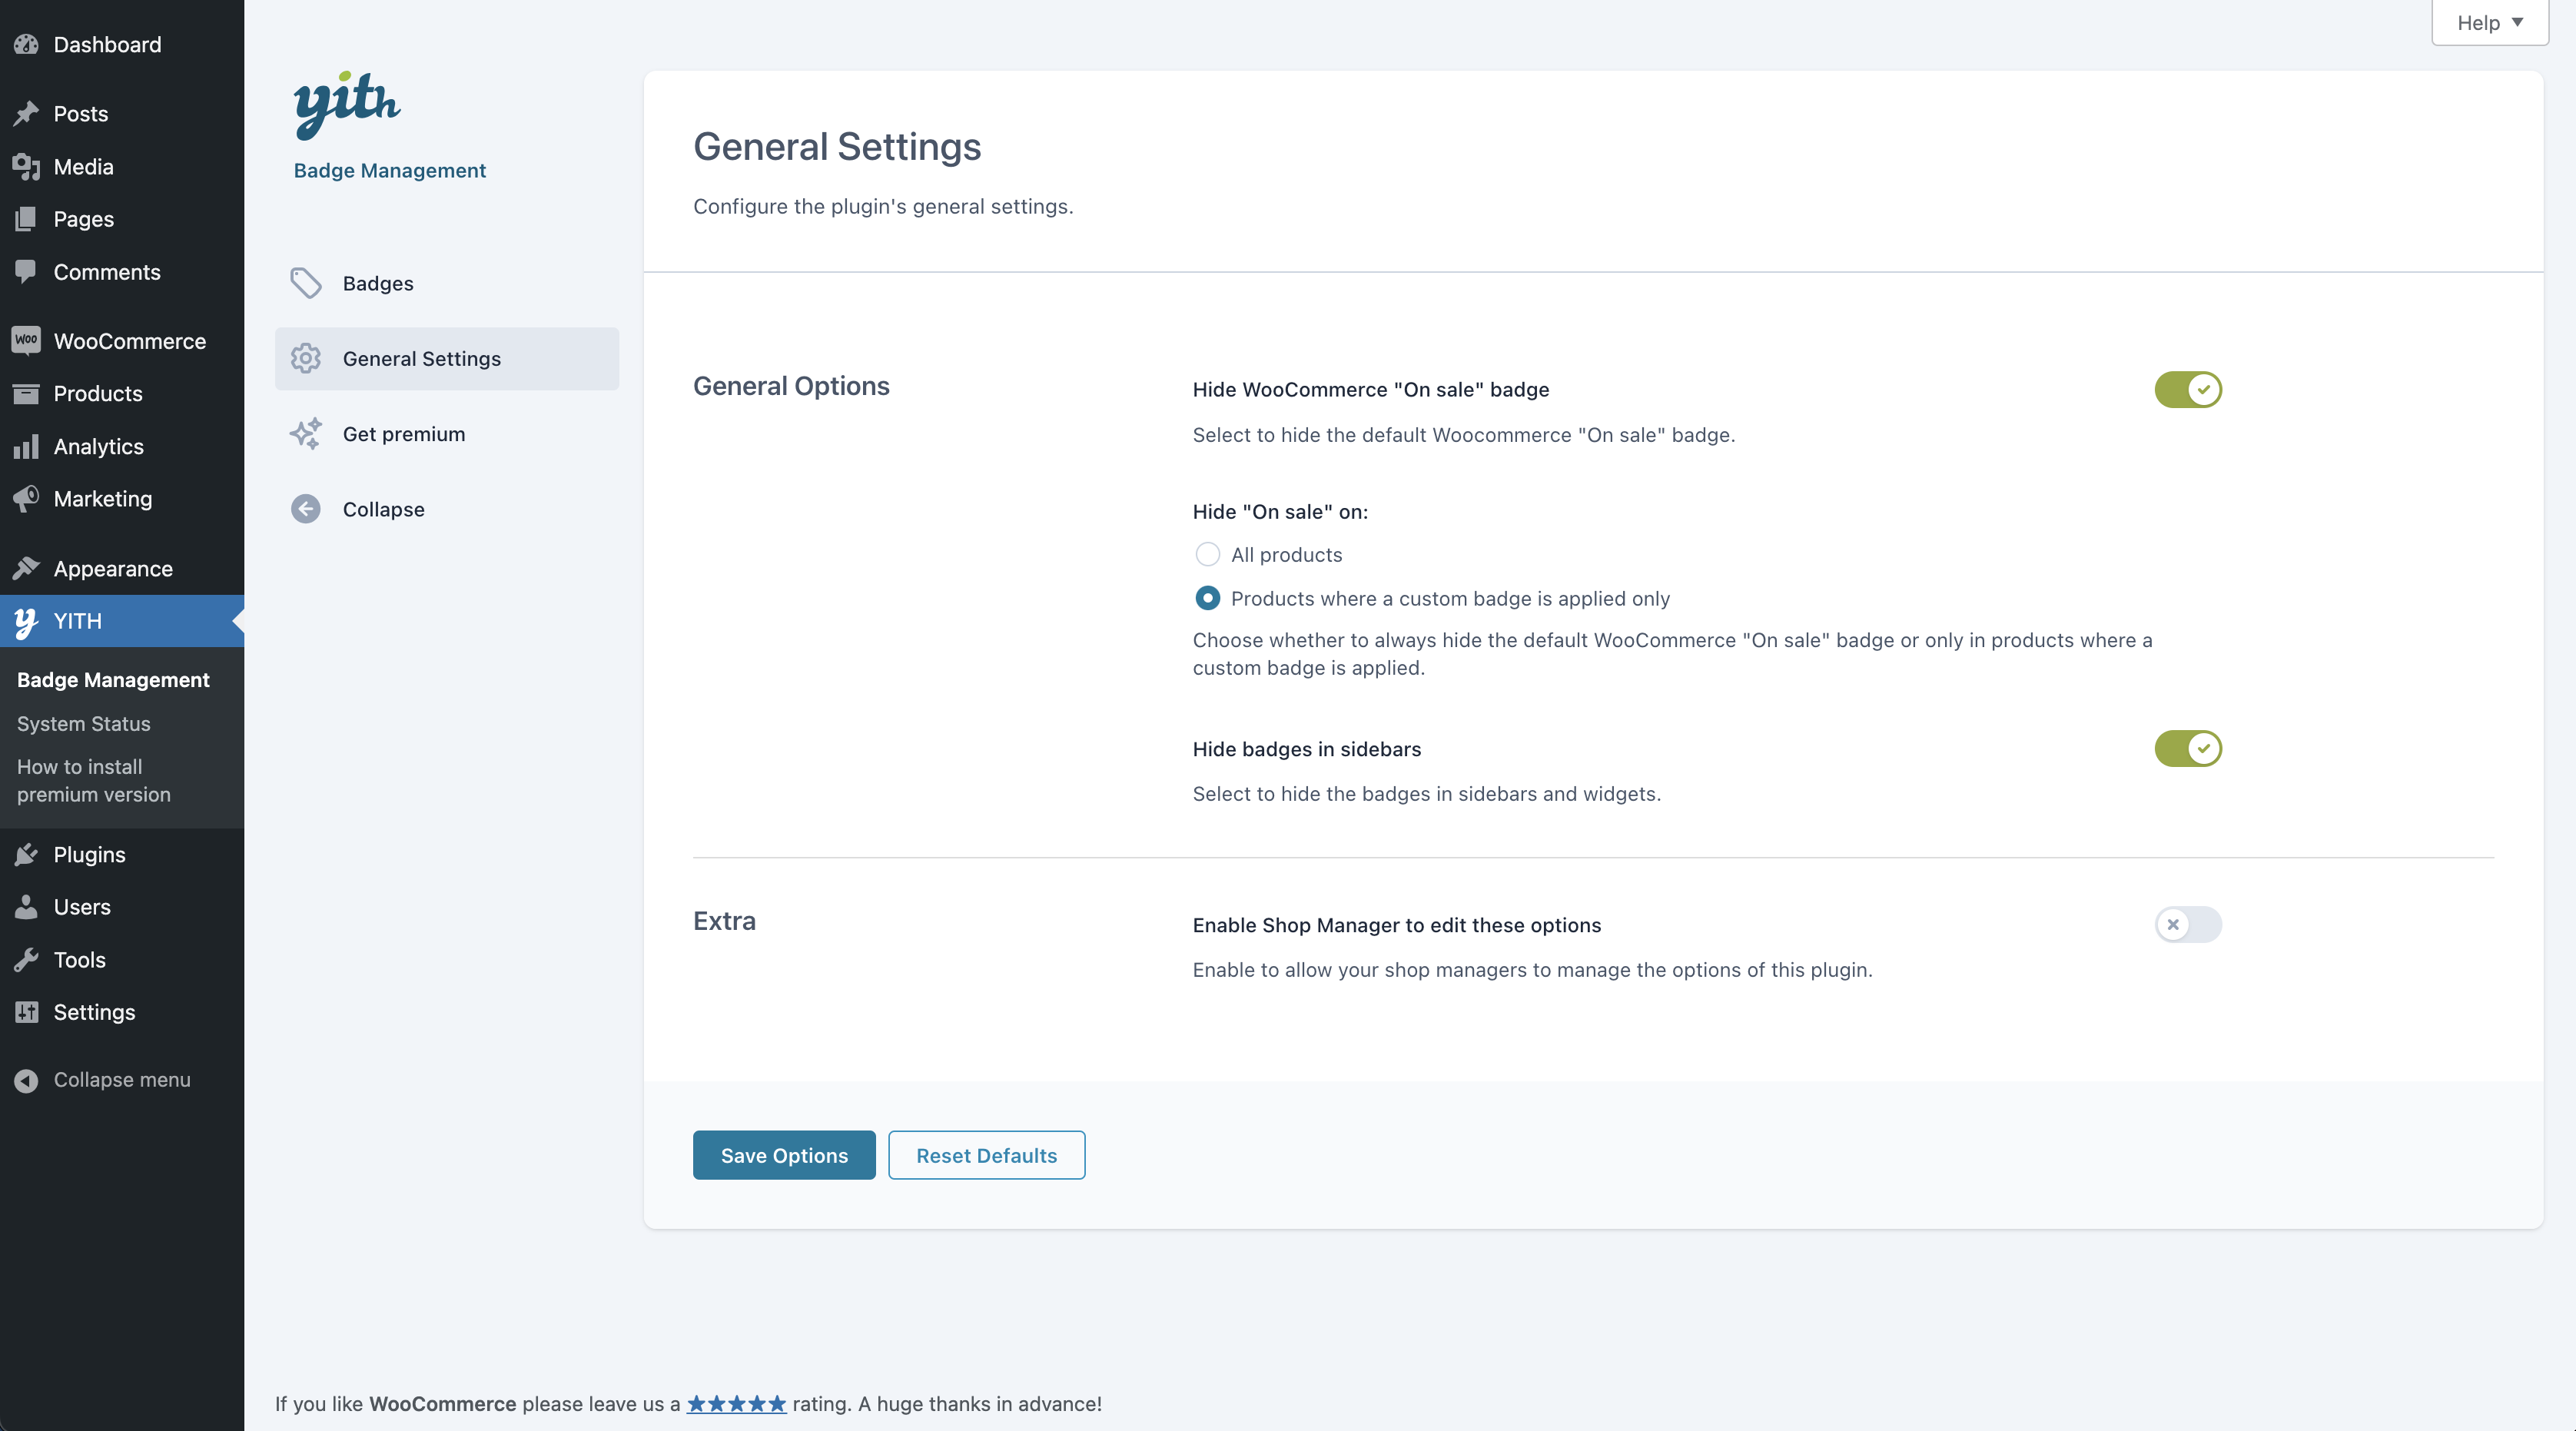 Dashboard
Posts
Media
Pages
Comments
Woo WooCommerce
Products
Analytics
Marketing
Appearance
y YITH
Badge Management
System Status
How to install
premium version
Plugins
Users
Tools
Settings
Collapse menu
yith
Badge Management
Badges
General Settings
Get premium
Collapse
Help
General Settings
Configure the plugin's general settings.
General Options
Hide WooCommerce "On sale" badge
Select to hide the default Woocommerce "On sale" badge.
Hide "On sale" on:
All products
Products where a custom badge is applied only
Choose whether to always hide the default WooCommerce "On sale" badge or only in products where a
custom badge is applied.
Hide badges in sidebars
Select to hide the badges in sidebars and widgets.
Extra
Enable Shop Manager to edit these options
Enable to allow your shop managers to manage the options of this plugin.
Save Options
Reset Defaults
If you like WooCommerce please leave us a ★★★★★ rating. A huge thanks in advance!